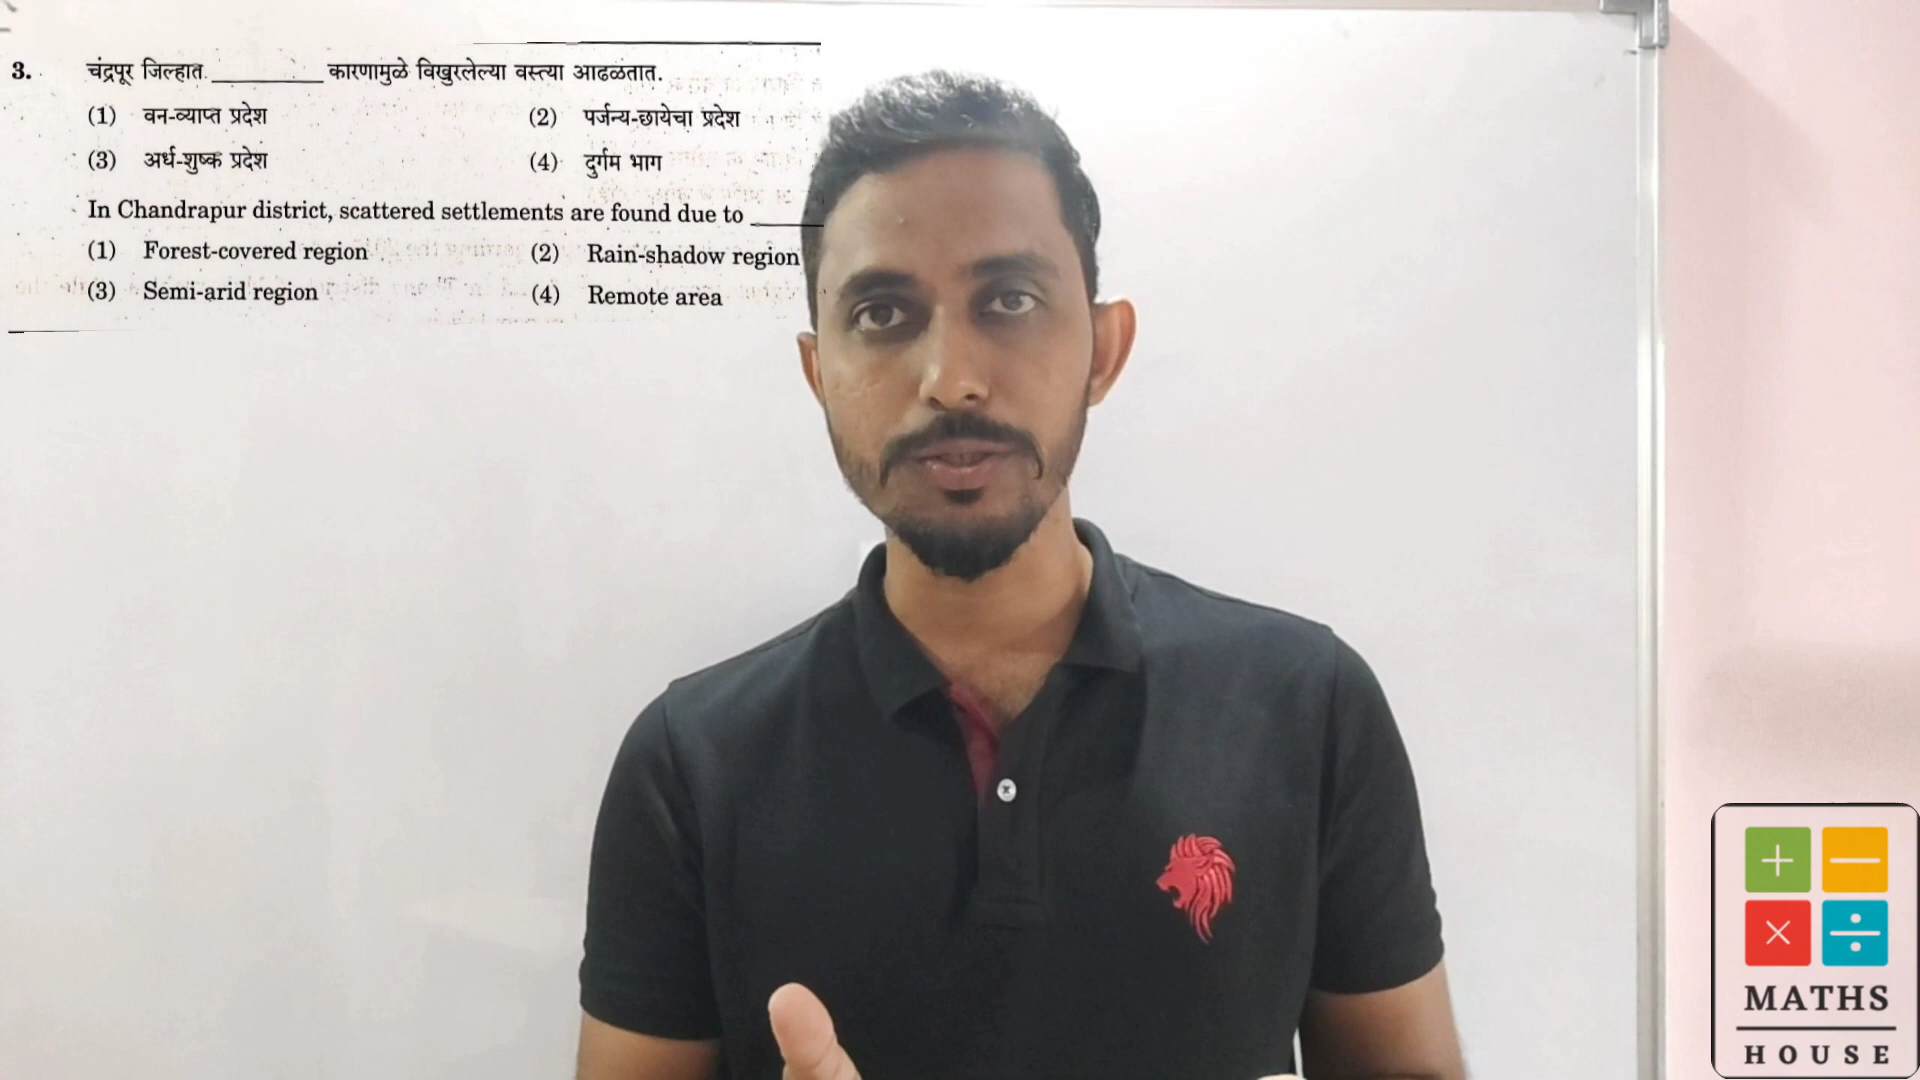 3. चंद्रपूर जिल्हात ________ कारणामुळे विखुरलेल्या वस्त्या आढळतात.
(1) वन-व्याप्त प्रदेश (2) पर्जन्य-छायेचा प्रदेश
(3) अर्ध-शुष्क प्रदेश (4) दुर्गम भाग
In Chandrapur district, scattered settlements are found due to ______
(1) Forest-covered region (2) Rain-shadow region
(3) Semi-arid region (4) Remote area
MATHS
HOUSE